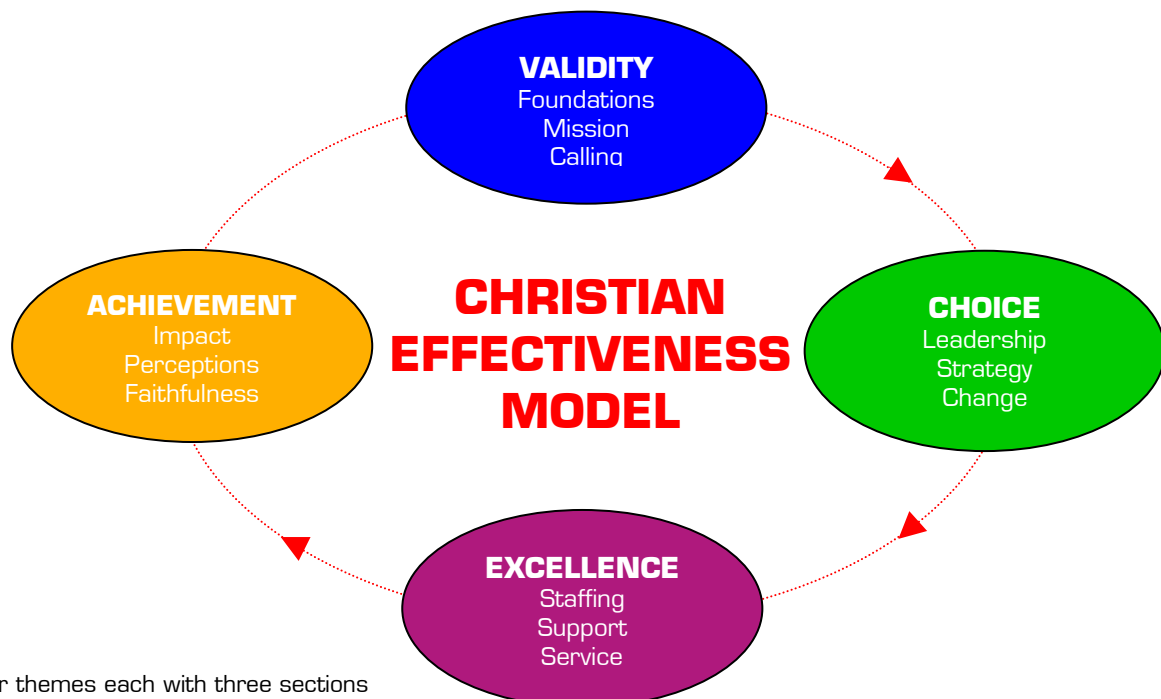 VALIDITY
Foundations
Mission
Calling
ACHIEVEMENT
Impact
Perceptions
Faithfulness
CHRISTIAN
EFFECTIVENESS
MODEL
CHOICE
Leadership
Strategy
Change
EXCELLENCE
Staffing
Support
Service
r themes each with three sections